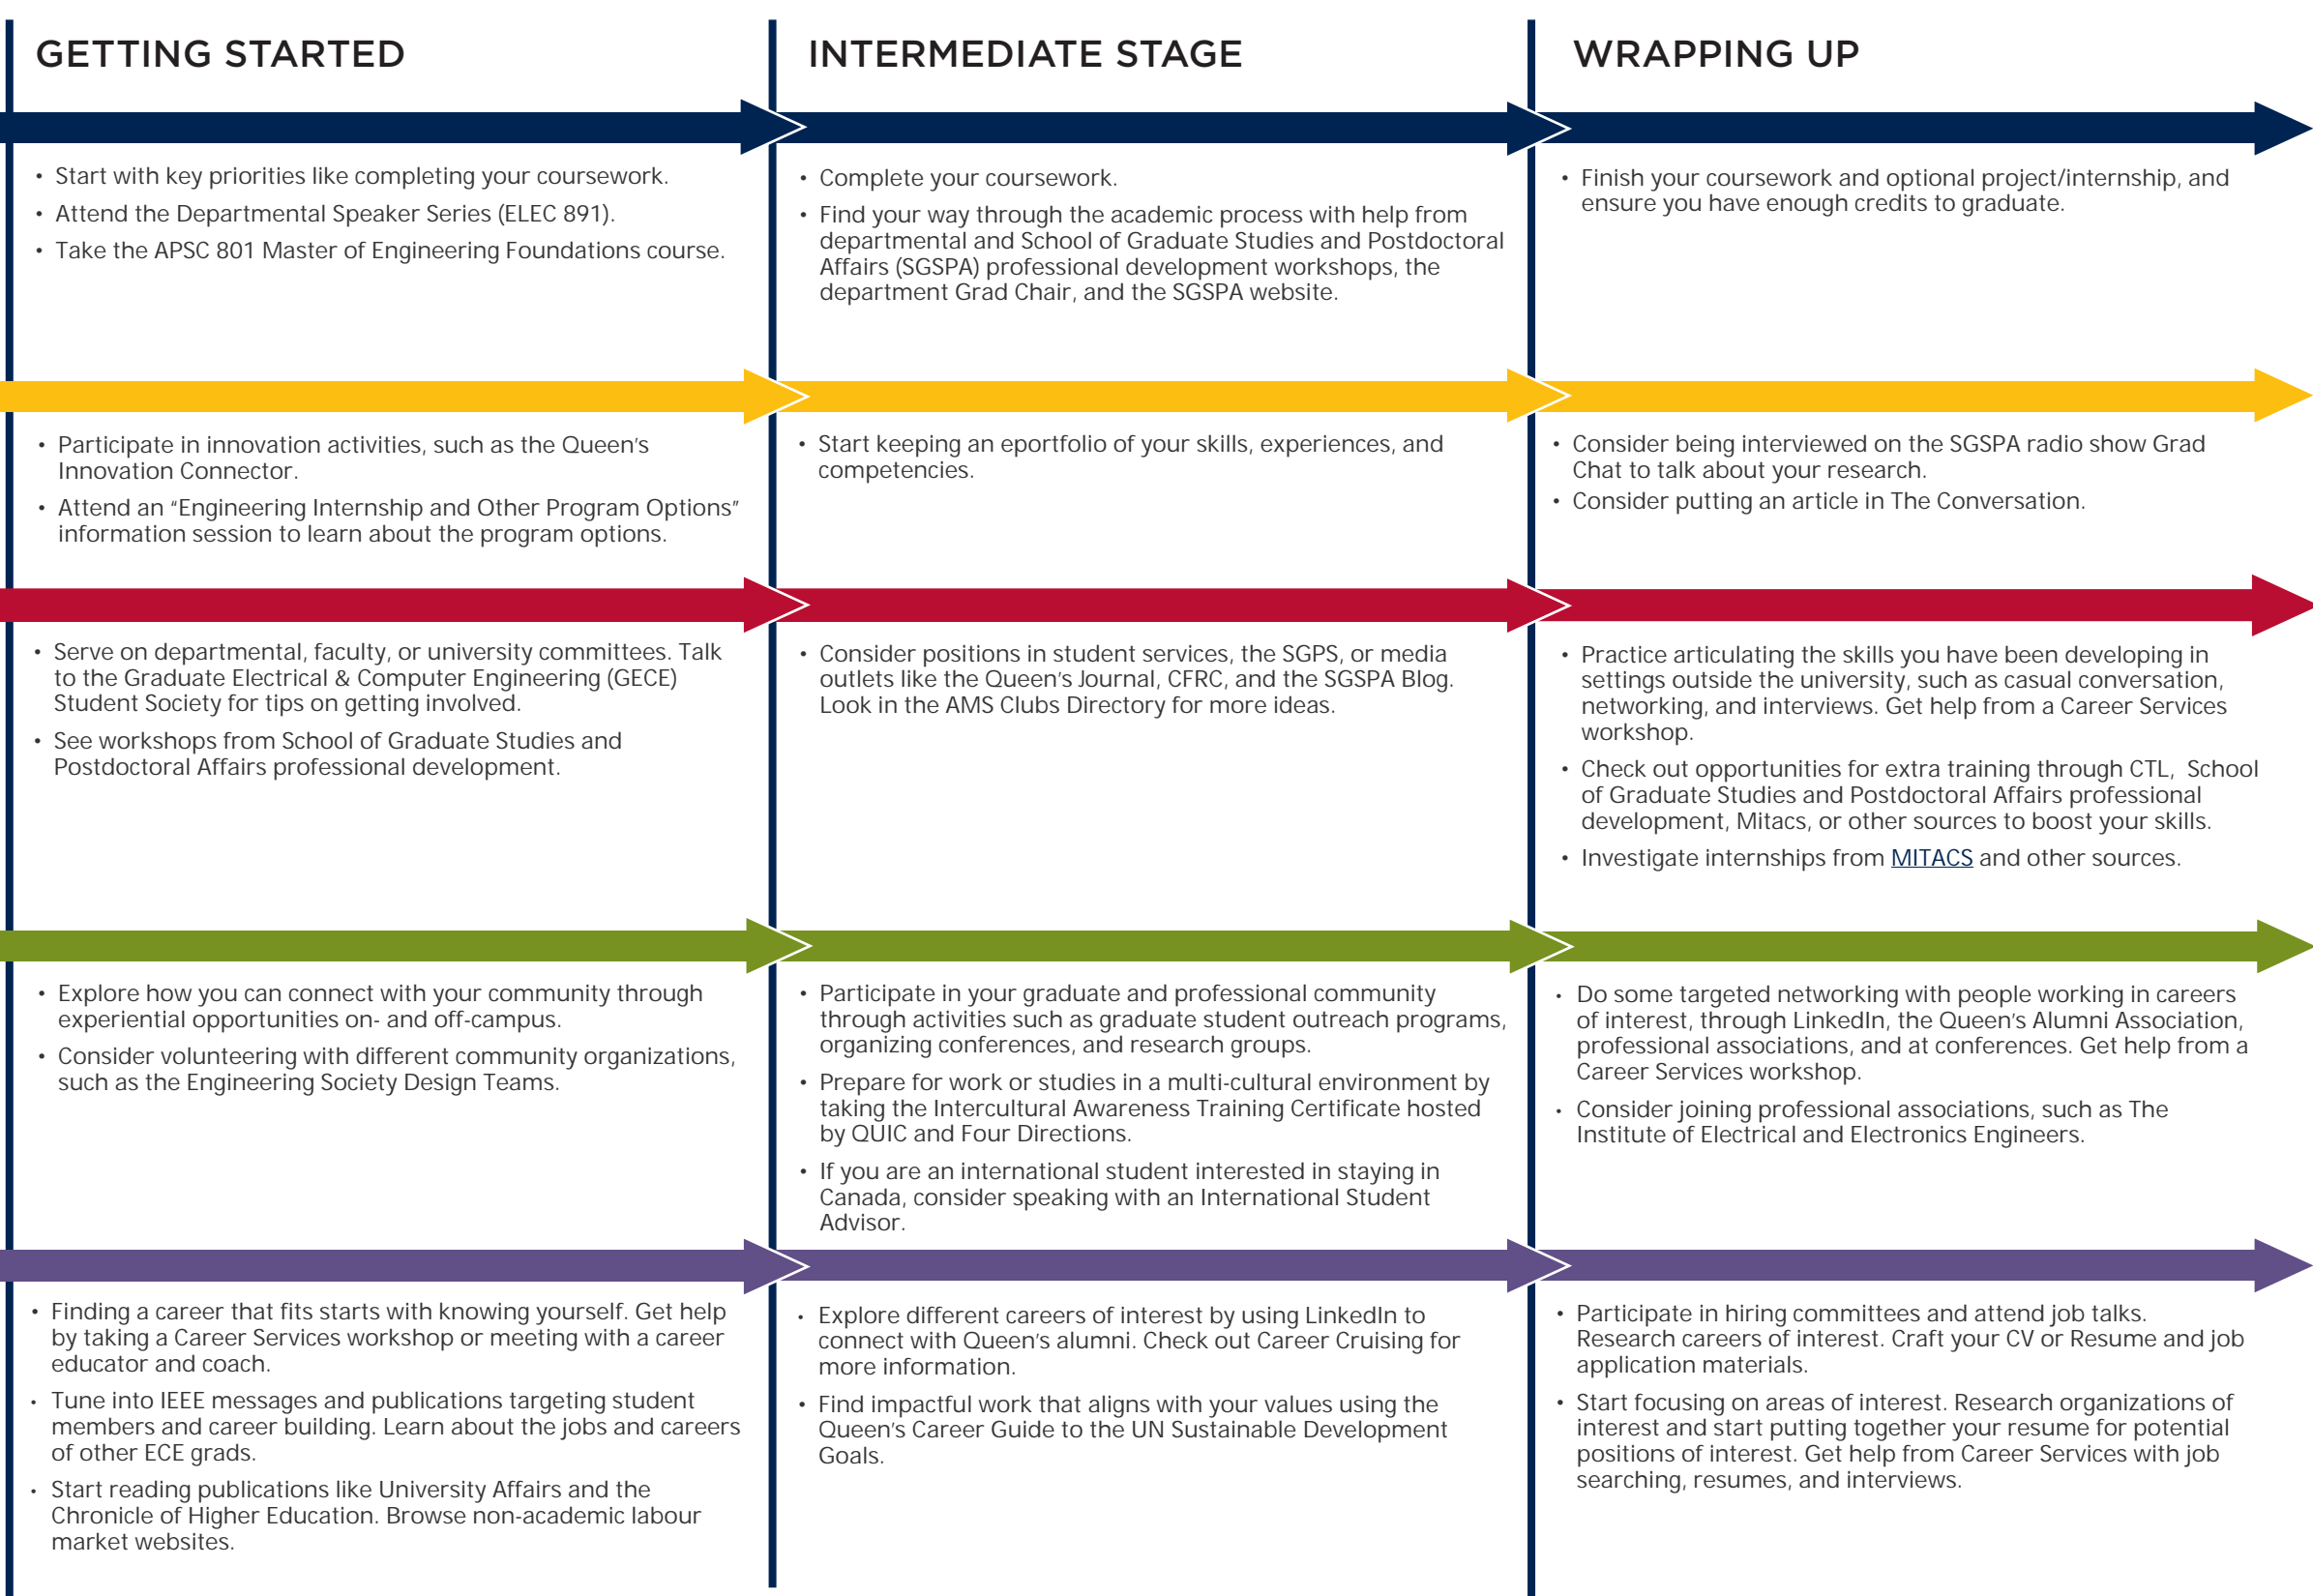 GETTING STARTED
INTERMEDIATE STAGE
WRAPPING UP
• Start with key priorities like completing your coursework.
• Attend the Departmental Speaker Series (ELEC 891).
• Take the APSC 801 Master of Engineering Foundations course.
• Complete your coursework.
• Find your way through the academic process with help from
departmental and School of Graduate Studies and Postdoctoral
Affairs (SGSPA) professional development workshops, the
department Grad Chair, and the SGSPA website.
• Finish your coursework and optional project/internship, and
ensure you have enough credits to graduate.
• Participate in innovation activities, such as the Queen's
Innovation Connector.
• Attend an "Engineering Internship and Other Program Options"
information session to learn about the program options.
• Start keeping an eportfolio of your skills, experiences, and
competencies.
• Consider being interviewed on the SGSPA radio show Grad
Chat to talk about your research.
• Consider putting an article in The Conversation.
• Serve on departmental, faculty, or university committees. Talk
to the Graduate Electrical & Computer Engineering (GECE)
Student Society for tips on getting involved.
• See workshops from School of Graduate Studies and
Postdoctoral Affairs professional development.
• Consider positions in student services, the SGPS, or media
outlets like the Queen's Journal, CFRC, and the SGSPA Blog.
Look in the AMS Clubs Directory for more ideas.
• Practice articulating the skills you have been developing in
settings outside the university, such as casual conversation,
networking, and interviews. Get help from a Career Services
workshop.
• Check out opportunities for extra training through CTL, School
of Graduate Studies and Postdoctoral Affairs professional
development, Mitacs, or other sources to boost your skills.
• Investigate internships from MITACS and other sources.
• Explore how you can connect with your community through
experiential opportunities on- and off-campus.
• Consider volunteering with different community organizations,
such as the Engineering Society Design Teams.
• Participate in your graduate and professional community
through activities such as graduate student outreach programs,
organizing conferences, and research groups.
• Prepare for work or studies in a multi-cultural environment by
taking the Intercultural Awareness Training Certificate hosted
by QUIC and Four Directions.
• If you are an international student interested in staying in
Canada, consider speaking with an International Student
Advisor.
• Do some targeted networking with people working in careers
of interest, through LinkedIn, the Queen's Alumni Association,
professional associations, and at conferences. Get help from a
Career Services workshop.
• Consider joining professional associations, such as The
Institute of Electrical and Electronics Engineers.
• Finding a career that fits starts with knowing yourself. Get help
by taking a Career Services workshop or meeting with a career
educator and coach.
• Tune into IEEE messages and publications targeting student
members and career building. Learn about the jobs and careers
of other ECE grads.
• Start reading publications like University Affairs and the
Chronicle of Higher Education. Browse non-academic labour
market websites.
• Explore different careers of interest by using LinkedIn to
connect with Queen's alumni. Check out Career Cruising for
more information.
• Find impactful work that aligns with your values using the
Queen's Career Guide to the UN Sustainable Development
Goals.
• Participate in hiring committees and attend job talks.
Research careers of interest. Craft your CV or Resume and job
application materials.
• Start focusing on areas of interest. Research organizations of
interest and start putting together your resume for potential
positions of interest. Get help from Career Services with job
searching, resumes, and interviews.